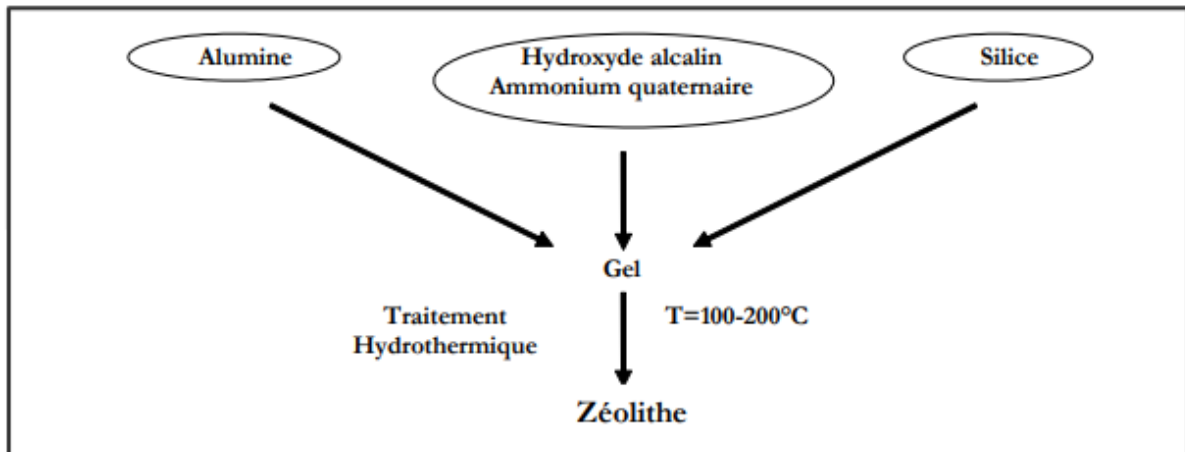 Alumine
Hydroxyde alcalin
Ammonium quaternaire
Silice
Gel
Traitement
Hydrothermique
T=100-200°C
Zéolithe